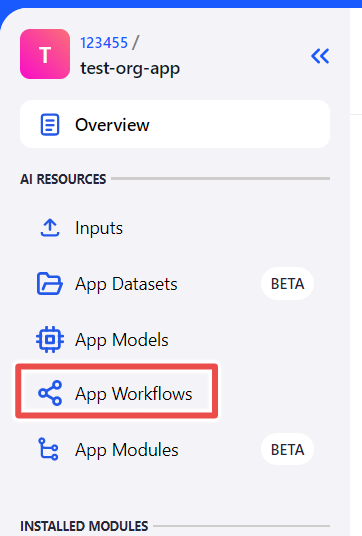 T
123455 /
test-org-app
Overview
AI RESOURCES
Inputs
App Datasets BETA
App Models
App Workflows
App Modules BETA
INSTALLED MODULES